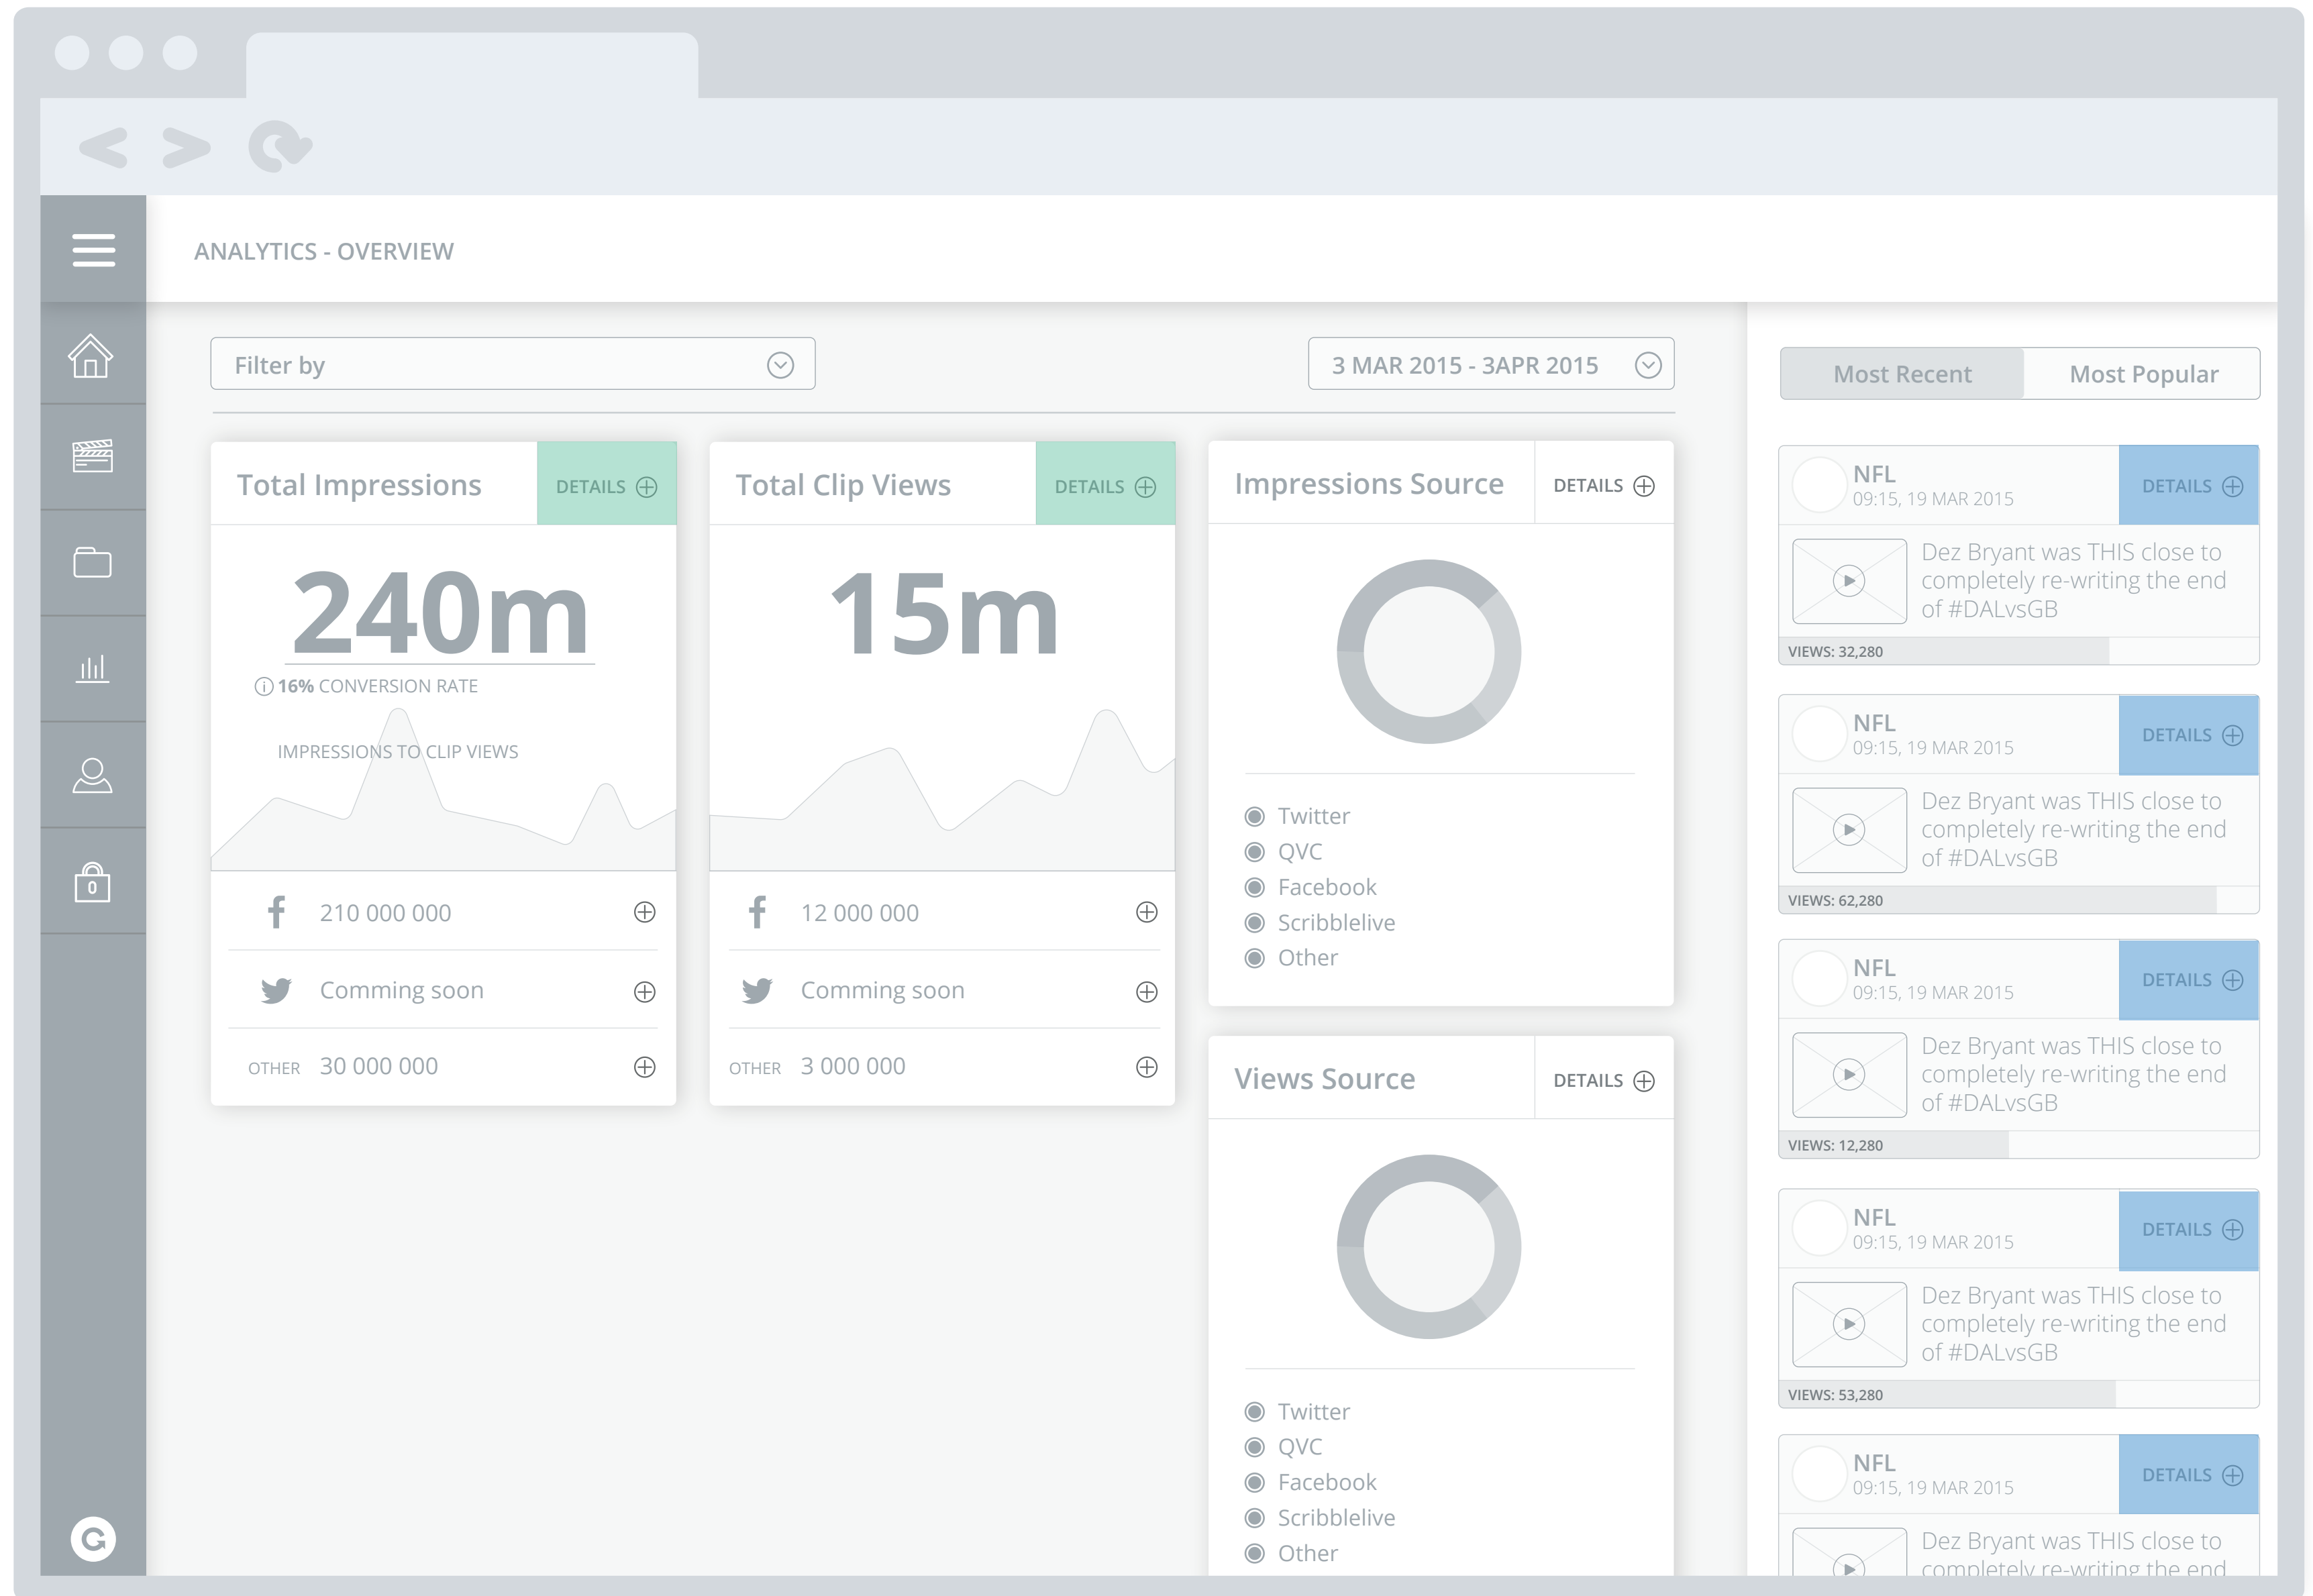 ANALYTICS - OVERVIEW
Filter by
3 MAR 2015 - 3APR 2015
Total Impressions
DETAILS
240m
16% CONVERSION RATE
IMPRESSIONS TO CLIP VIEWS
210 000 000
Comming soon
OTHER 30 000 000
Total Clip Views
DETAILS
15m
12 000 000
Comming soon
OTHER 3 000 000
Impressions Source
DETAILS
Twitter
QVC
Facebook
Scribblelive
Other
Views Source
DETAILS
Twitter
QVC
Facebook
Scribblelive
Other
Most Recent
Most Popular
NFL
09:15, 19 MAR 2015
DETAILS
Dez Bryant was THIS close to
completely re-writing the end
of #DALvsGB
VIEWS: 32,280
NFL
09:15, 19 MAR 2015
DETAILS
Dez Bryant was THIS close to
completely re-writing the end
of #DALvsGB
VIEWS: 62,280
NFL
09:15, 19 MAR 2015
DETAILS
Dez Bryant was THIS close to
completely re-writing the end
of #DALvsGB
VIEWS: 12,280
NFL
09:15, 19 MAR 2015
DETAILS
Dez Bryant was THIS close to
completely re-writing the end
of #DALvsGB
VIEWS: 53,280
NFL
09:15, 19 MAR 2015
DETAILS
Dez Bryant was THIS close to
completely re-writing the end